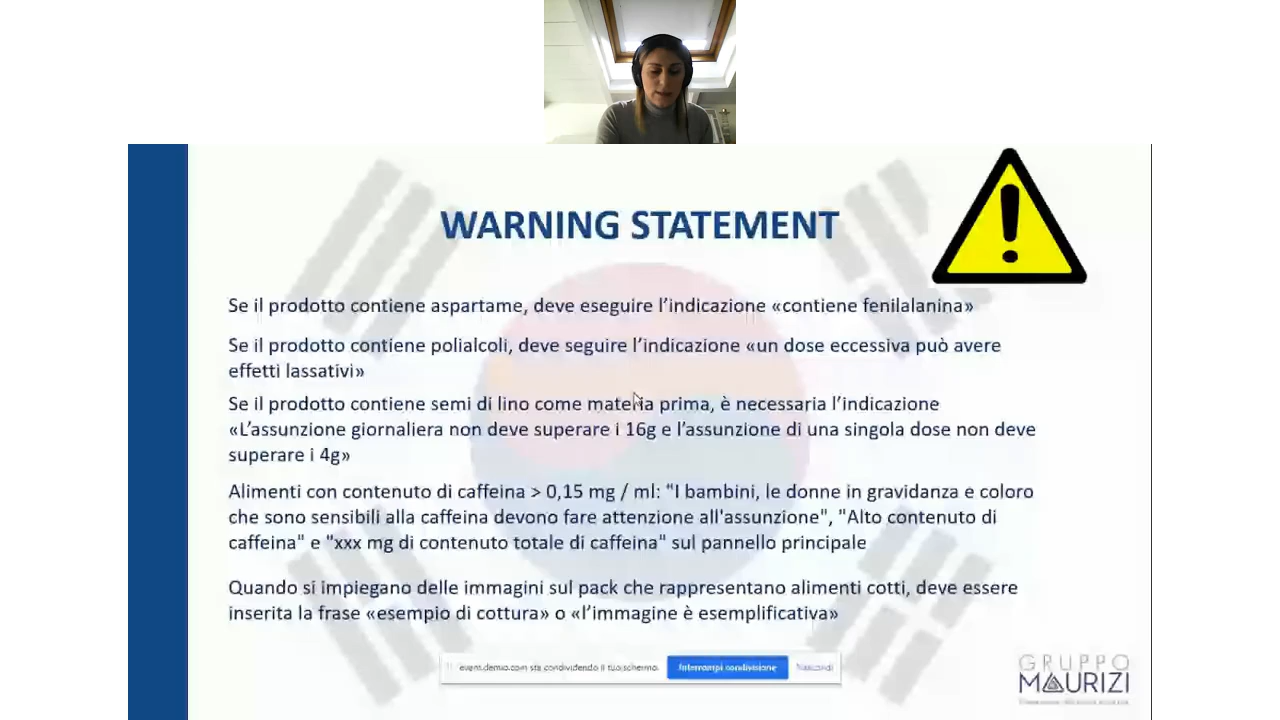 WARNING STATEMENT
Se il prodotto contiene aspartame, deve eseguire l'indicazione «contiene fenilalanina»
Se il prodotto contiene polialcoli, deve seguire l'indicazione «un dose eccessiva può avere
effetti lassativi»
Se il prodotto contiene semi di lino come materia prima, è necessaria l'indicazione
«L'assunzione giornaliera non deve superare i 16g e l'assunzione di una singola dose non deve
superare i 4g»
Alimenti con contenuto di caffeina > 0,15 mg / ml: "I bambini, le donne in gravidanza e coloro
che sono sensibili alla caffeina devono fare attenzione all'assunzione", "Alto contenuto di
caffeina" e "xxx mg di contenuto totale di caffeina" sul pannello principale
Quando si impiegano delle immagini sul pack che rappresentano alimenti cotti, deve essere
inserita la frase «esempio di cottura» o «l'immagine è esemplificativa»
event.demio.com sta condividendo il tuo schermo. Interrompi condivisione Nascondi
GRUPPO
MAURIZI